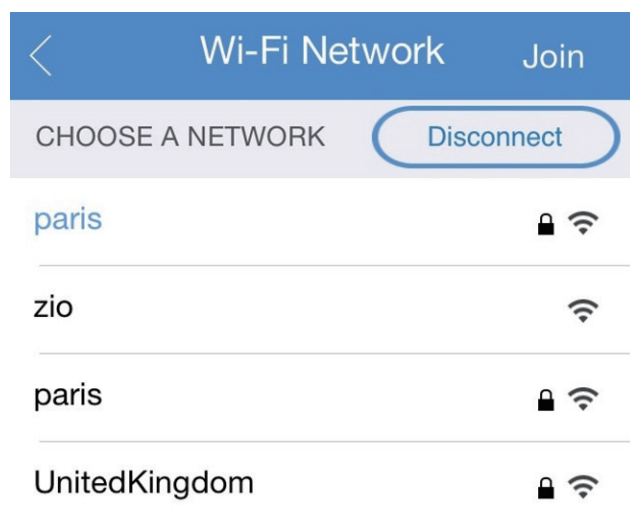 Wi-Fi Network Join
CHOOSE A NETWORK Disconnect
paris
zio
paris
UnitedKingdom